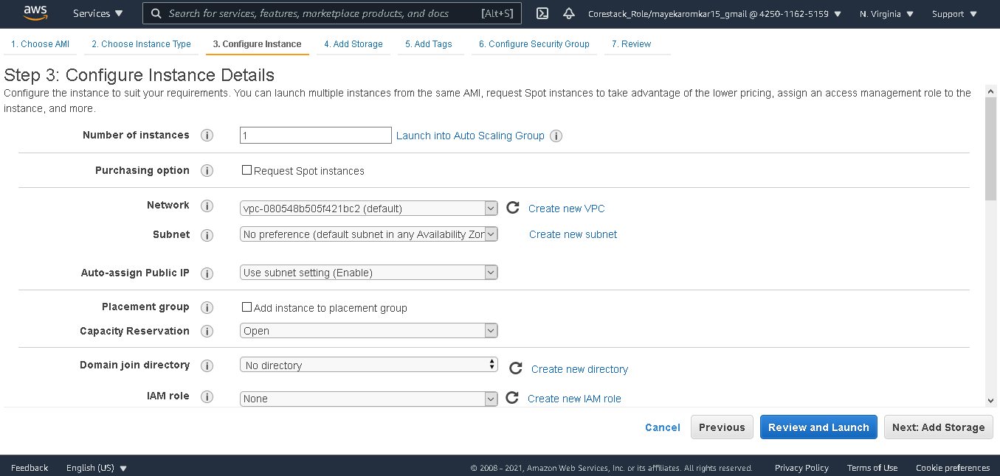 aws
Services
Search for services, features, marketplace products, and docs [Alt+S]
Corestack_Role/mayekaromkar15_gmail @ 4250-1162-5159
N. Virginia
Support
1. Choose AMI
2. Choose Instance Type
3. Configure Instance
4. Add Storage
5. Add Tags
6. Configure Security Group
7. Review
Step 3: Configure Instance Details
Configure the instance to suit your requirements. You can launch multiple instances from the same AMI, request Spot instances to take advantage of the lower pricing, assign an access management role to the
instance, and more.
Number of instances
1
Launch into Auto Scaling Group
Purchasing option
Request Spot instances
Network
vpc-080548b505f421bc2 (default)
Create new VPC
Subnet
No preference (default subnet in any Availability Zor
Create new subnet
Auto-assign Public IP
Use subnet setting (Enable)
Placement group
Add instance to placement group
Capacity Reservation
Open
Domain join directory
No directory
Create new directory
IAM role
None
Create new IAM role
Cancel
Previous
Review and Launch
Next: Add Storage
Feedback
English (US)
© 2008 - 2021, Amazon Web Services, Inc. or its affiliates. All rights reserved.
Privacy Policy
Terms of Use
Cookie preferences